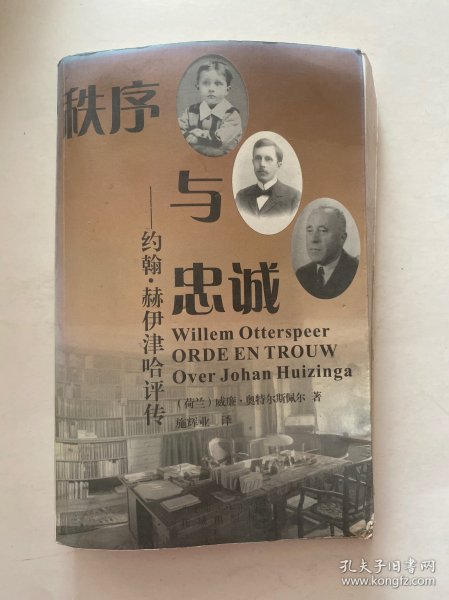 秩序
与
忠诚
——约翰·赫伊津哈评传
Willem Otterspeer
ORDE EN TROUW
Over Johan Huizinga
（荷兰）威廉·奥特尔斯佩尔 著
施辉业 译
孔夫子旧书网
www.kongfz.com